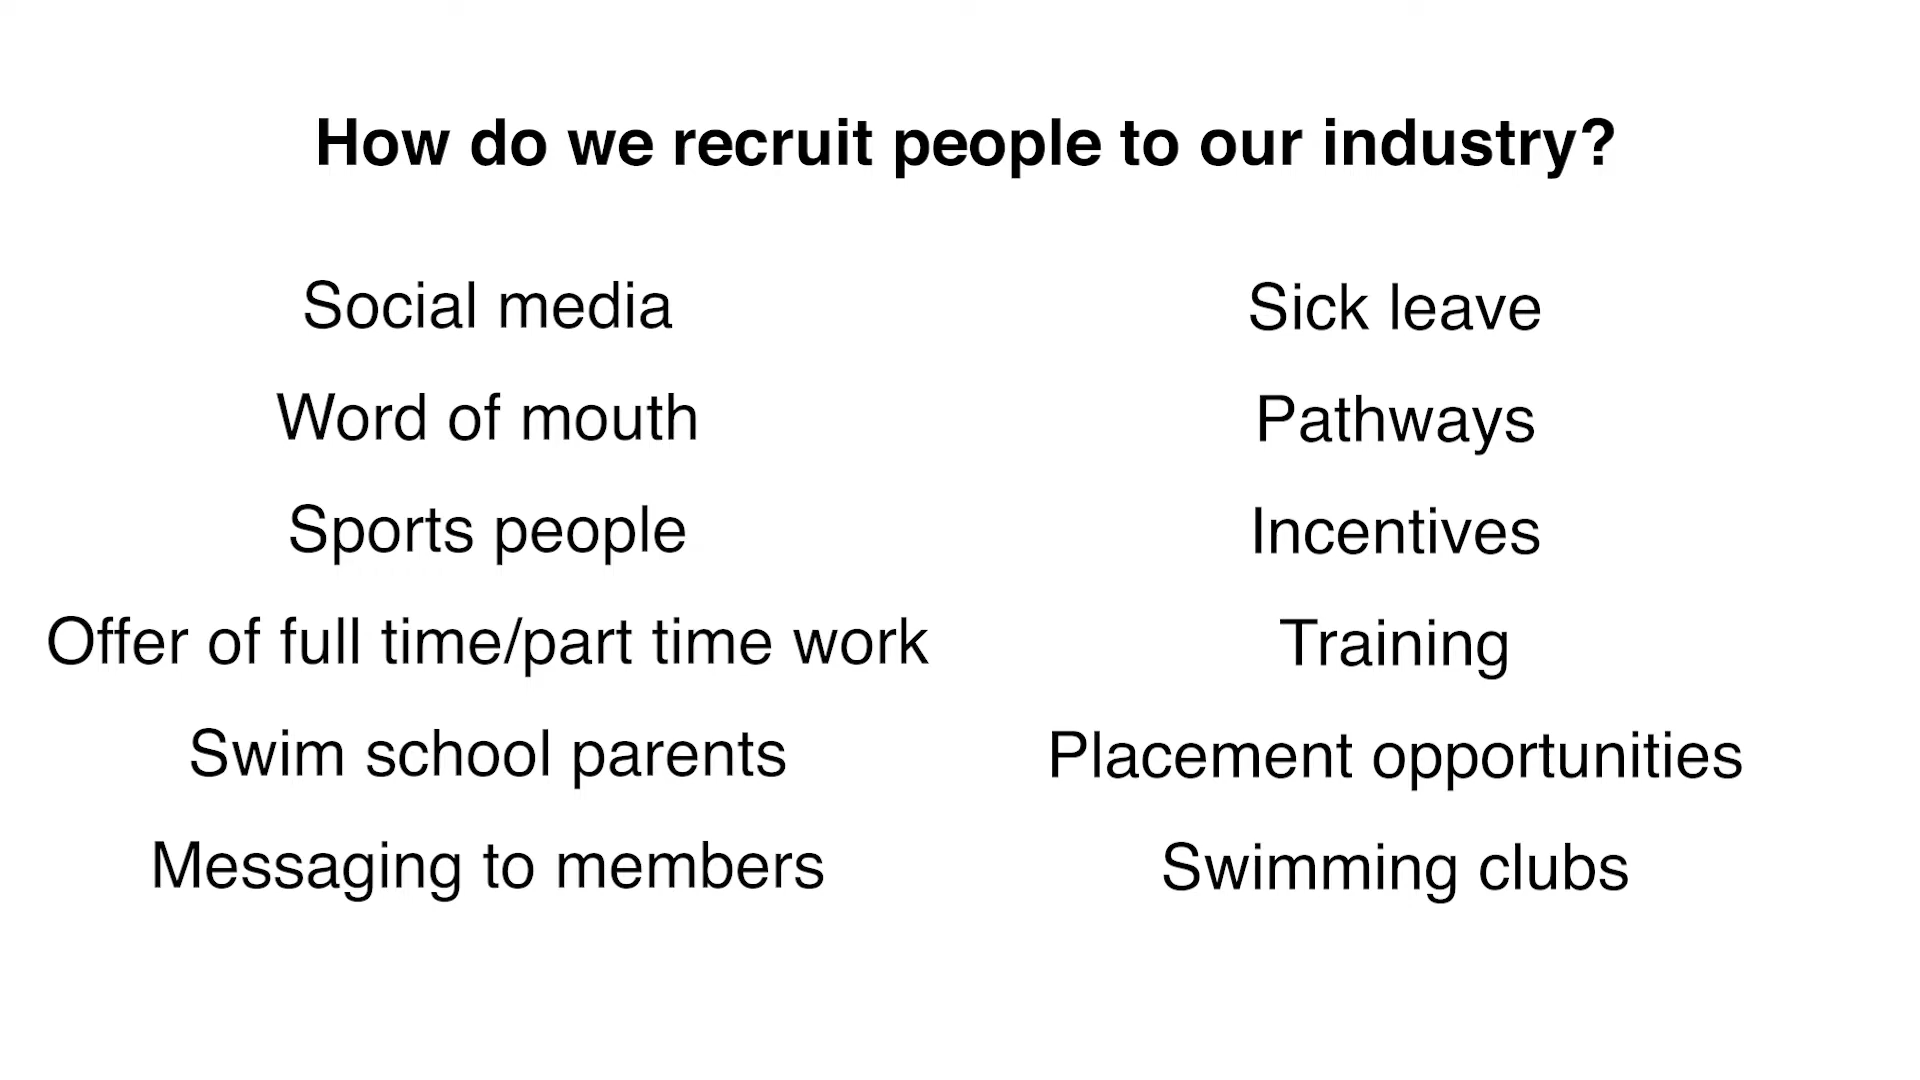 How do we recruit people to our industry?
Social media
Word of mouth
Sports people
Offer of full time/part time work
Swim school parents
Messaging to members
Sick leave
Pathways
Incentives
Training
Placement opportunities
Swimming clubs